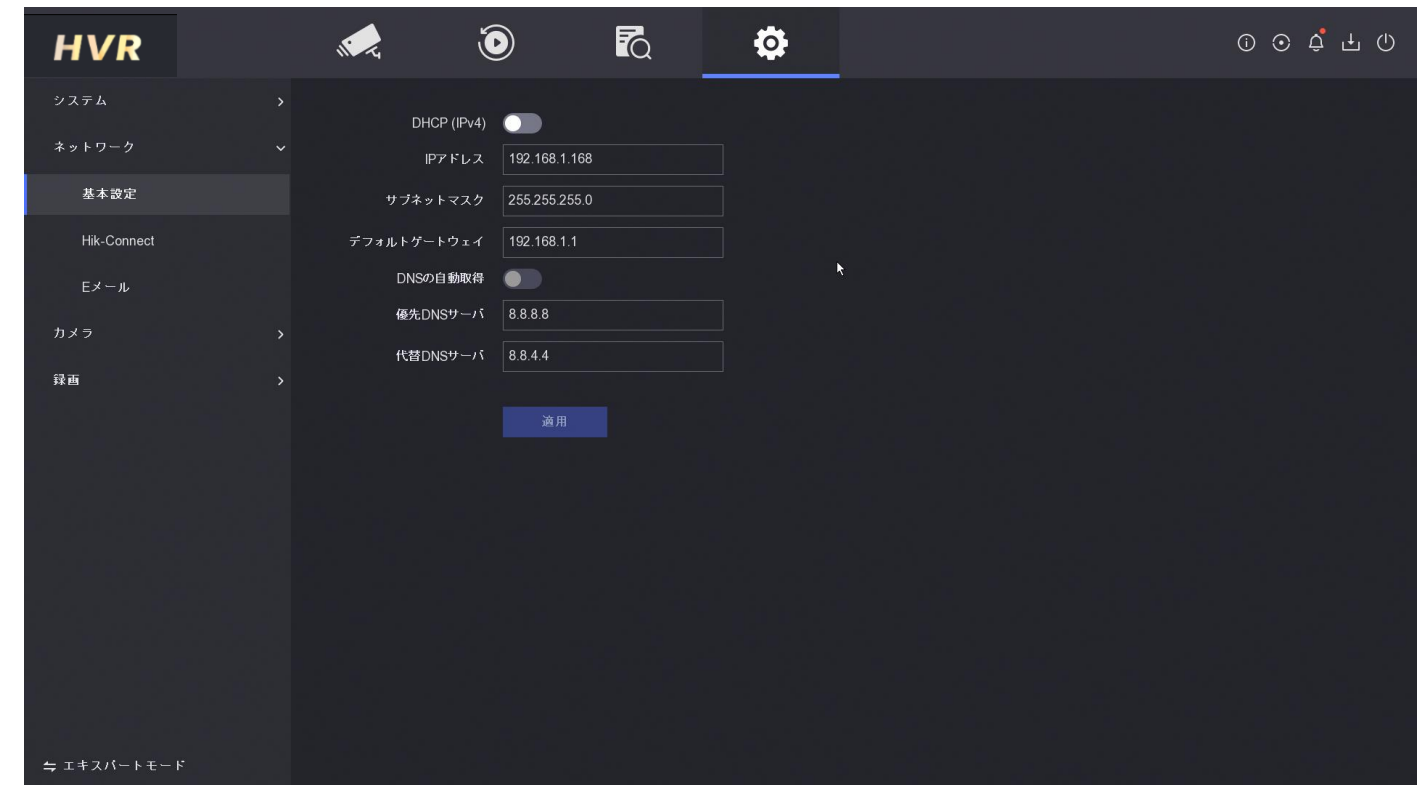 HVR
システム
ネットワーク
基本設定
Hik-Connect
Eメール
カメラ
録画
エキスパートモード
DHCP (IPv4)
IPアドレス 192.168.1.168
サブネットマスク 255.255.255.0
デフォルトゲートウェイ 192.168.1.1
DNSの自動取得
優先DNSサーバ 8.8.8.8
代替DNSサーバ 8.8.4.4
適用